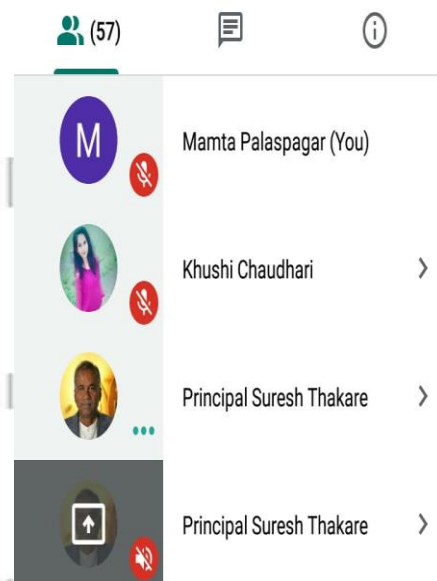 (57)
M
Mamta Palaspagar (You)
Khushi Chaudhari
Principal Suresh Thakare
Principal Suresh Thakare